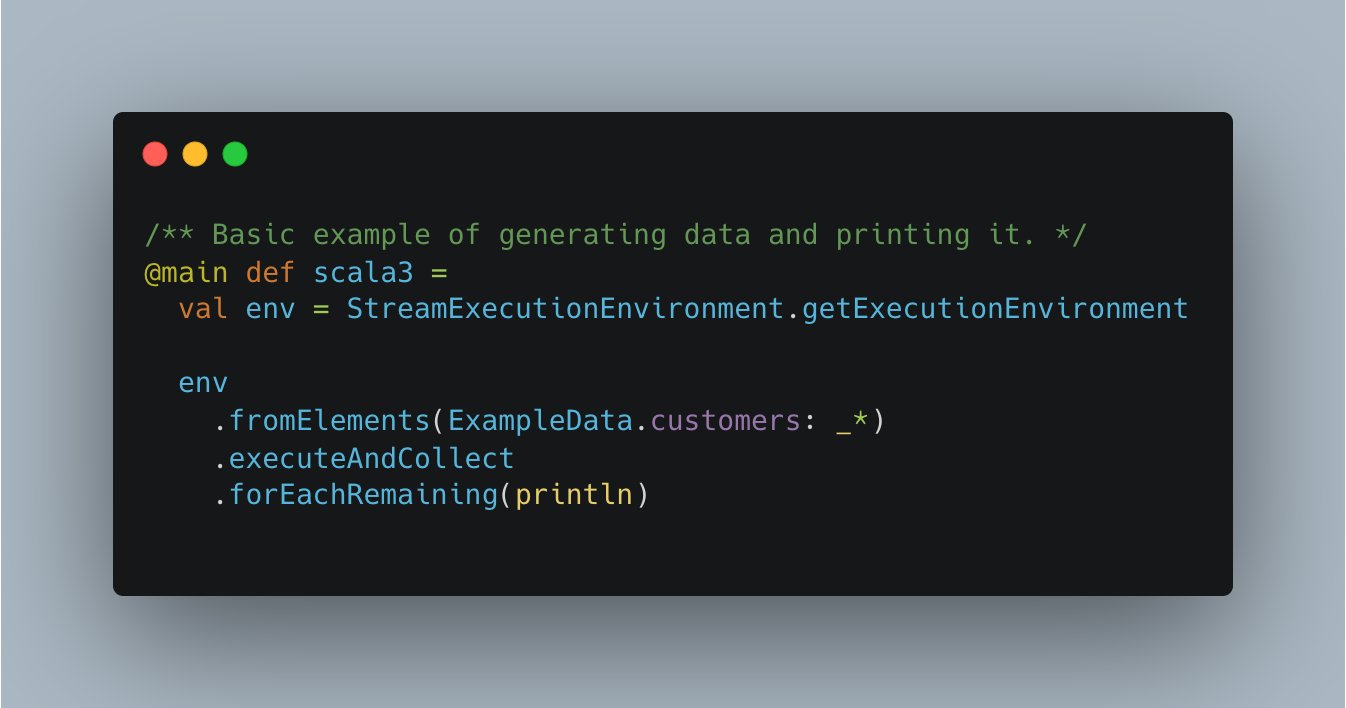 /** Basic example of generating data and printing it. */
@main def scala3 =
  val env = StreamExecutionEnvironment.getExecutionEnvironment

  env
    .fromElements(ExampleData.customers: _*)
    .executeAndCollect
    .forEachRemaining(println)